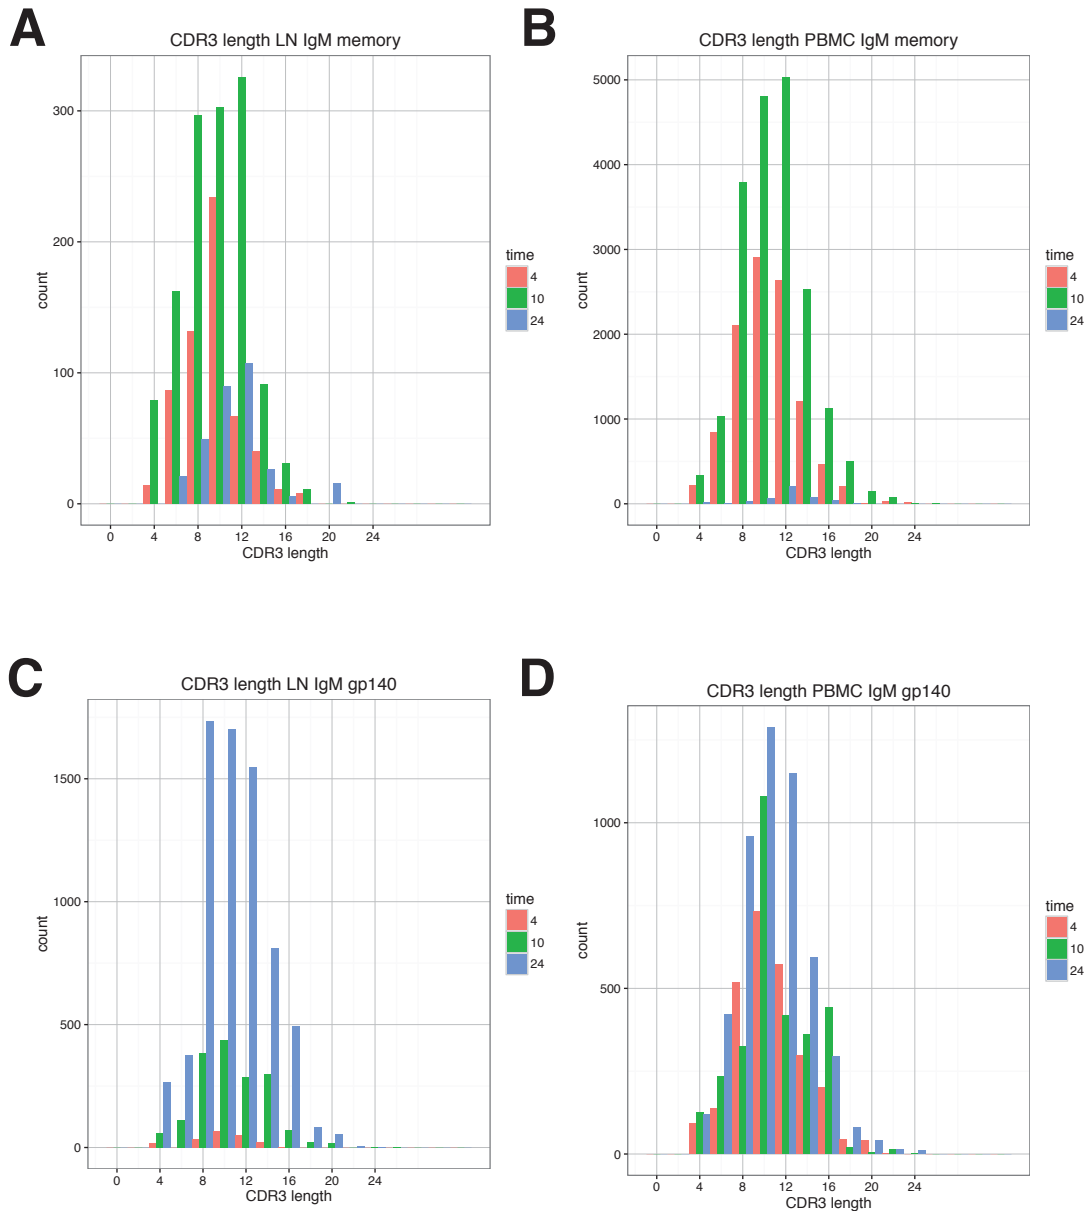 A
CDR3 length LN IgM memory
300
200
100
0
count
0 4 8 12 16 20 24
CDR3 length
time
4
10
24
B
CDR3 length PBMC IgM memory
5000
4000
3000
2000
1000
0
count
0 4 8 12 16 20 24
CDR3 length
time
4
10
24
C
CDR3 length LN IgM gp140
1500
1000
500
0
count
0 4 8 12 16 20 24
CDR3 length
time
4
10
24
D
CDR3 length PBMC IgM gp140
1000
500
0
count
0 4 8 12 16 20 24
CDR3 length
time
4
10
24